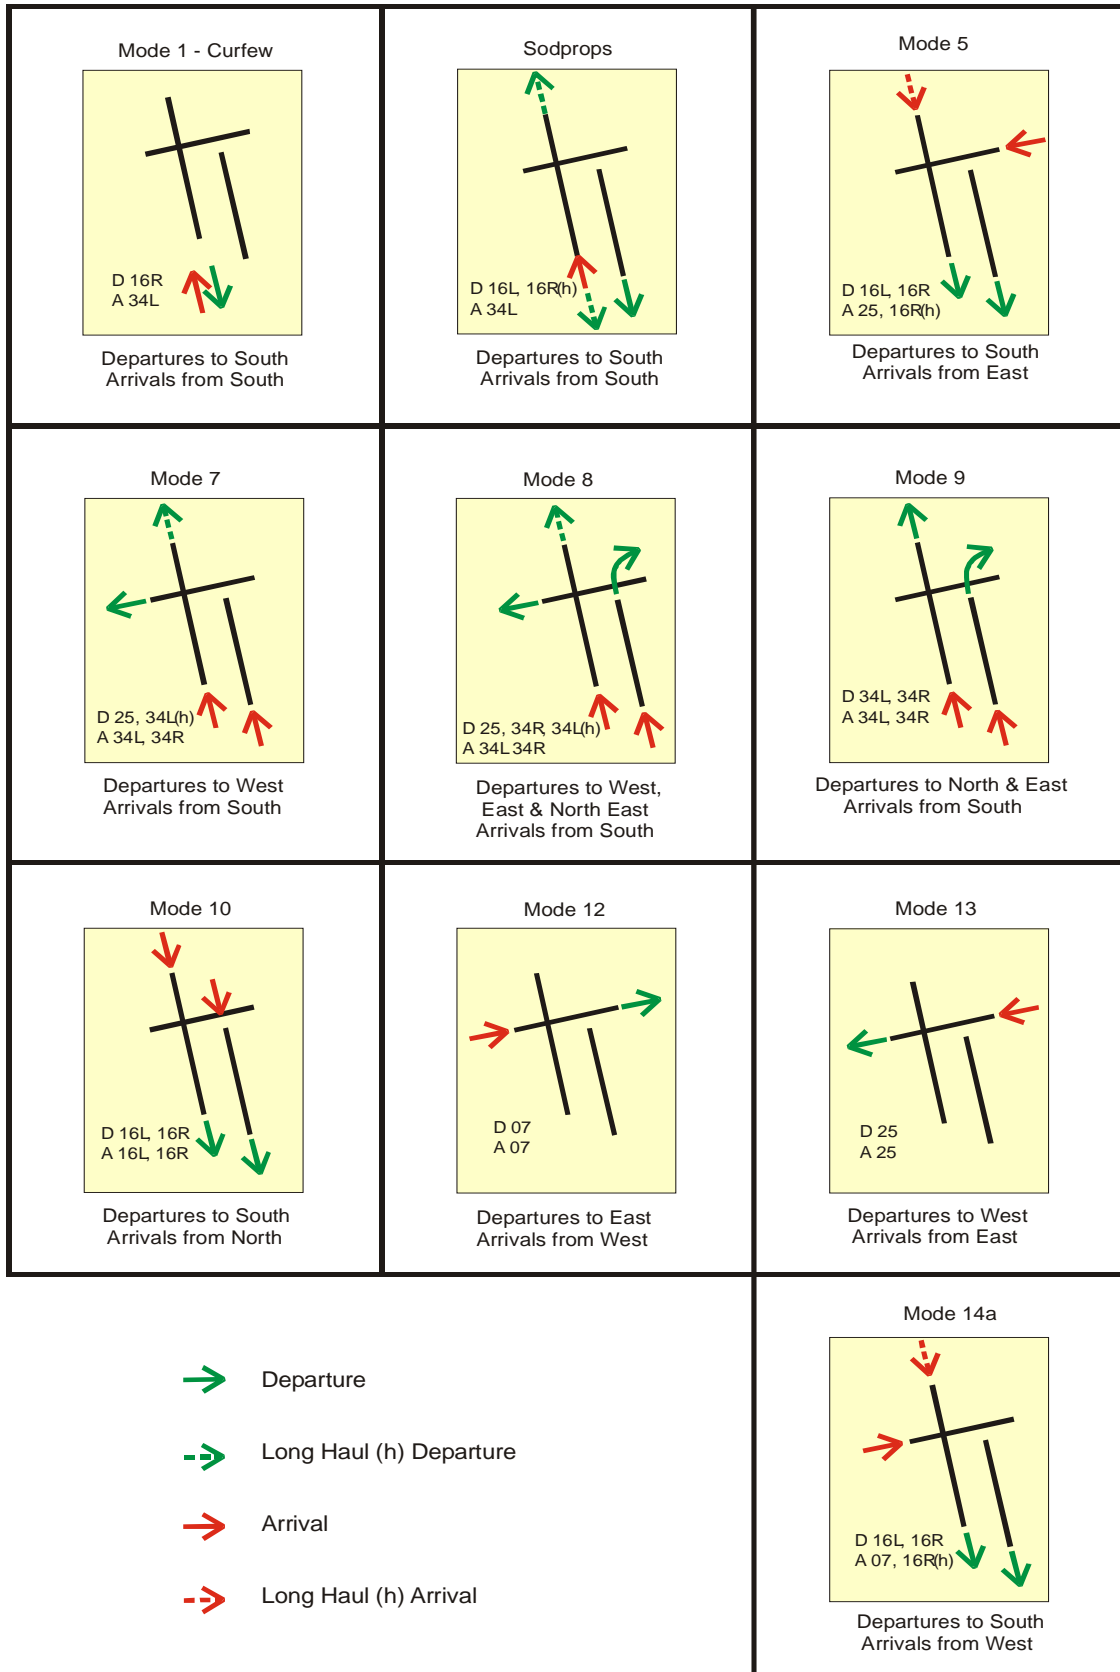 Mode 1 - Curfew
D 16R
A 34L
Departures to South
Arrivals from South
Sodprops
D 16L, 16R(h)
A 34L
Departures to South
Arrivals from South
Mode 5
D 16L, 16R
A 25, 16R(h)
Departures to South
Arrivals from East
Mode 7
D 25, 34L(h)
A 34L, 34R
Departures to West
Arrivals from South
Mode 8
D 25, 34R, 34L(h)
A 34L 34R
Departures to West,
East & North East
Arrivals from South
Mode 9
D 34L, 34R
A 34L, 34R
Departures to North & East
Arrivals from South
Mode 10
D 16L, 16R
A 16L, 16R
Departures to South
Arrivals from North
Mode 12
D 07
A 07
Departures to East
Arrivals from West
Mode 13
D 25
A 25
Departures to West
Arrivals from East
Departure
Long Haul (h) Departure
Arrival
Long Haul (h) Arrival
Mode 14a
D 16L, 16R
A 07, 16R(h)
Departures to South
Arrivals from West